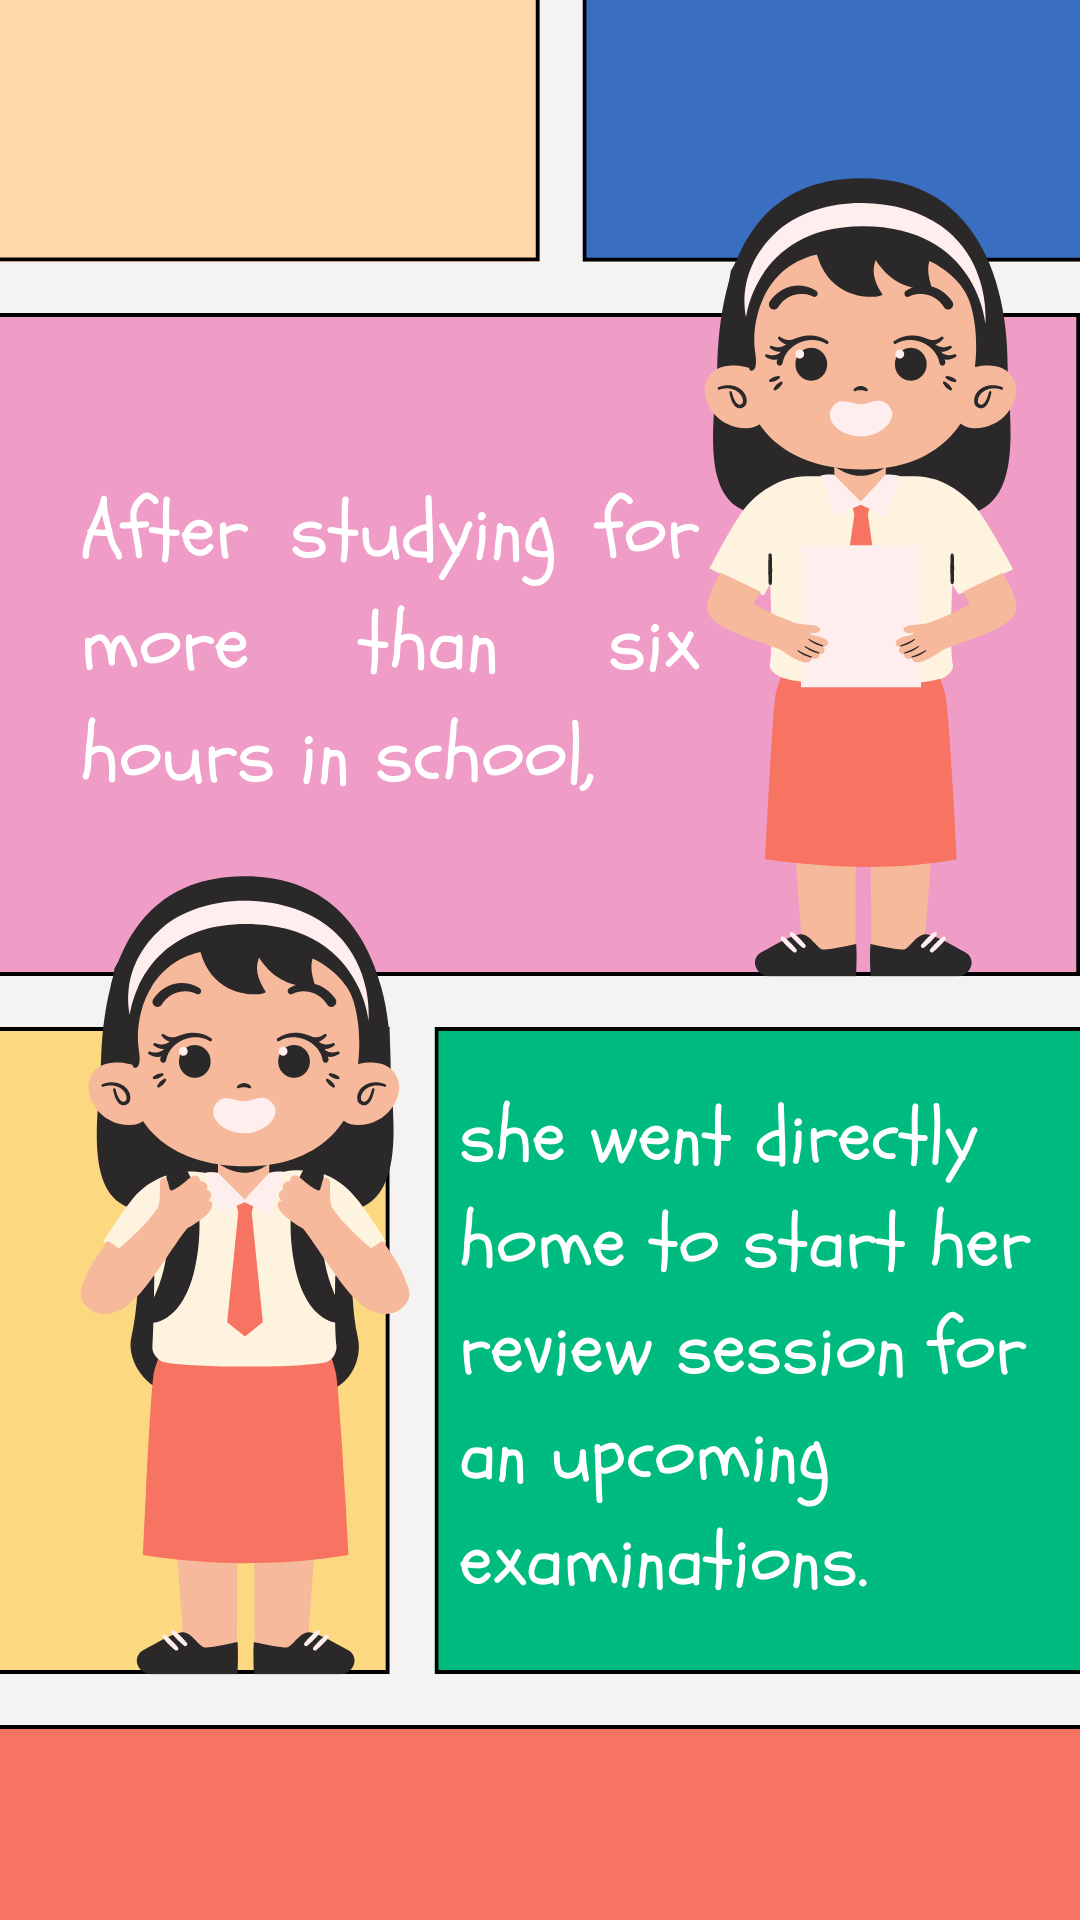 After studying for
more than six
hours in school,
she went directly
home to start her
review session for
an upcoming
examinations.